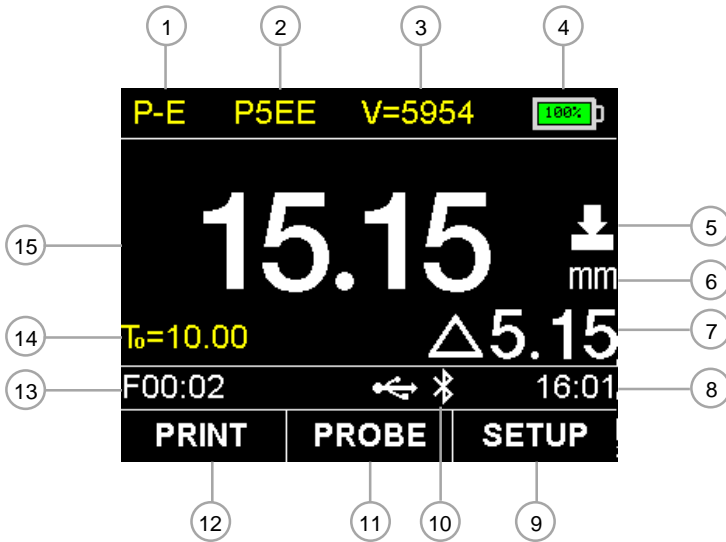 1 2 3 4
P-E P5EE V=5954 100%
15.15
5
mm
6
15
T₀=10.00
△5.15
7
14
F00:02 16:01
13 8
PRINT PROBE SETUP
12 11 10 9